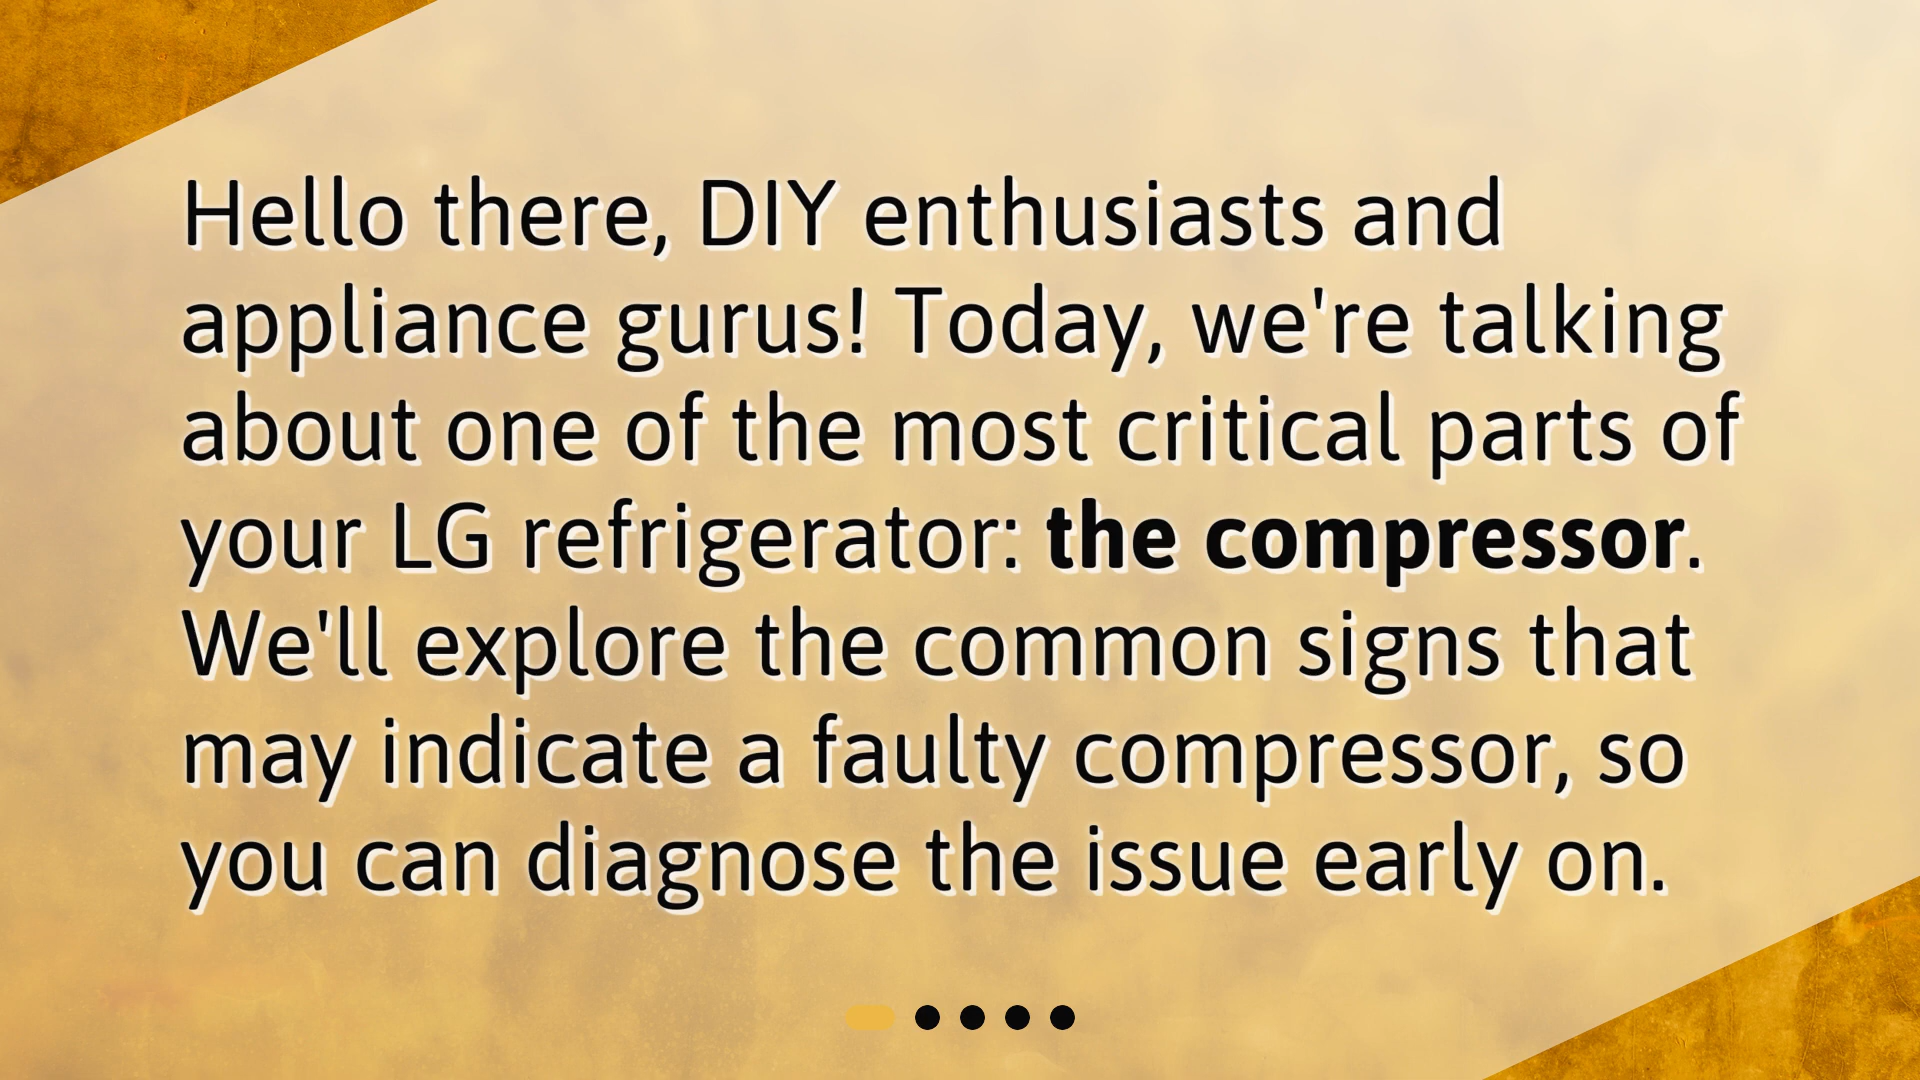 Hello there, DIY enthusiasts and
appliance gurus! Today, we're talking
about one of the most critical parts of
your LG refrigerator: the compressor.
We'll explore the common signs that
may indicate a faulty compressor, so
you can diagnose the issue early on.